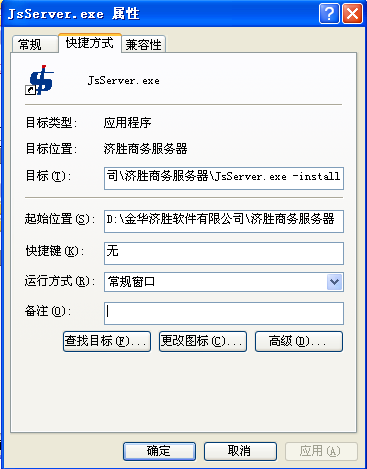 JsServer.exe 属性
常规 快捷方式 兼容性
JsServer.exe
目标类型: 应用程序
目标位置: 济胜商务服务器
目标(T): 司\济胜商务服务器\JsServer.exe -install
起始位置(S): D:\金华济胜软件有限公司\济胜商务服务器
快捷键(K): 无
运行方式(R): 常规窗口
备注(O):
查找目标(F)... 更改图标(C)... 高级(D)...
确定 取消 应用(A)